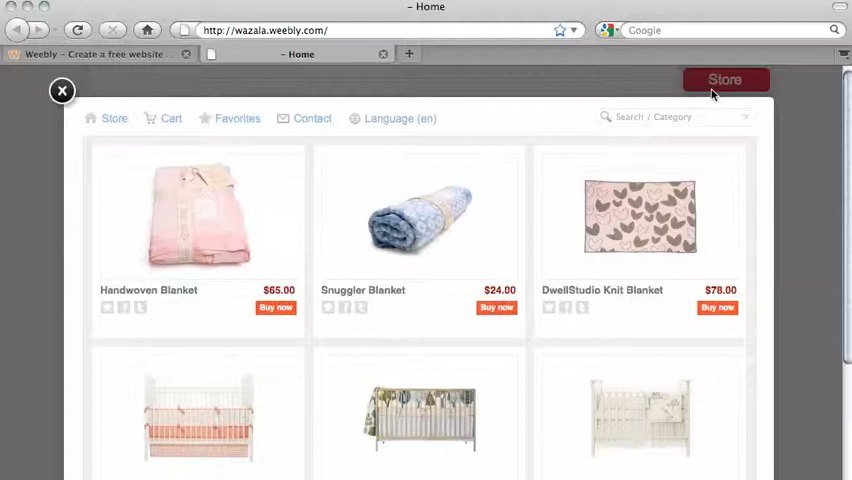 – Home
http://wazala.weebly.com/
Google
Weebly – Create a free website ...
– Home
Store
Store Cart Favorites Contact Language (en) Search / Category
Handwoven Blanket $65.00
Buy now
Snuggler Blanket $24.00
Buy now
DwellStudio Knit Blanket $78.00
Buy now